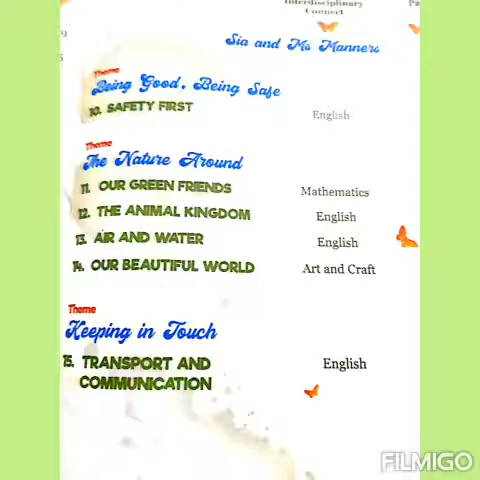 Interdisciplinary
Connect
Pa
9
Sia and Ms Manners
Theme
Being Good, Being Safe
10. SAFETY FIRST English
Theme
The Nature Around
11. OUR GREEN FRIENDS Mathematics
12. THE ANIMAL KINGDOM English
13. AIR AND WATER English
14. OUR BEAUTIFUL WORLD Art and Craft
Theme
Keeping in Touch
15. TRANSPORT AND English
COMMUNICATION
FILMIGO